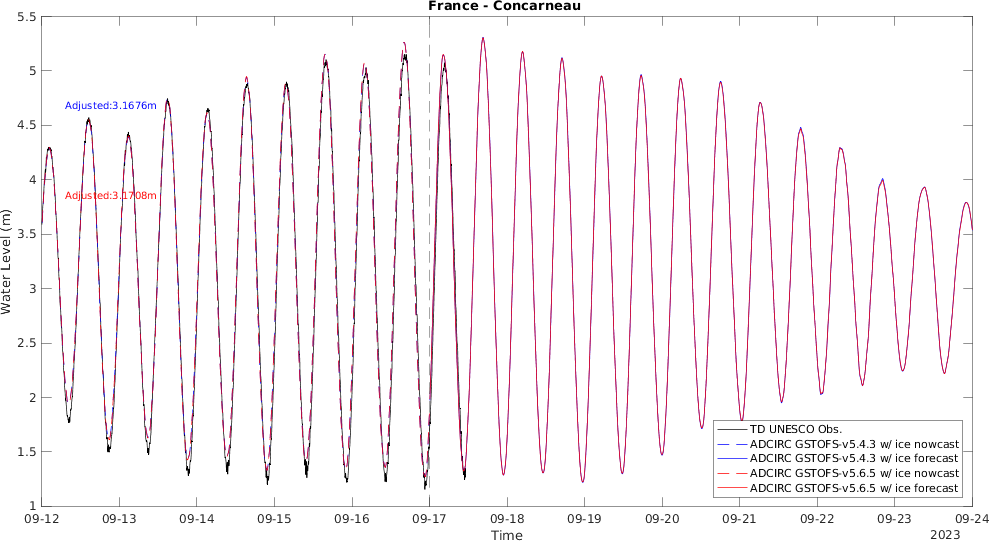 France - Concarneau
5.5
5
4.5
4
3.5
3
2.5
2
1.5
1
Water Level (m)
Adjusted:3.1676m
Adjusted:3.1708m
TD UNESCO Obs.
ADCIRC GSTOFS-v5.4.3 w/ ice nowcast
ADCIRC GSTOFS-v5.4.3 w/ ice forecast
ADCIRC GSTOFS-v5.6.5 w/ ice nowcast
ADCIRC GSTOFS-v5.6.5 w/ ice forecast
09-12 09-13 09-14 09-15 09-16 09-17 09-18 09-19 09-20 09-21 09-22 09-23 09-24
Time
2023